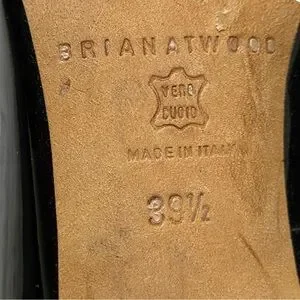 BRIANATWOOD
VERO
CUOIO
MADE IN ITALY
39½